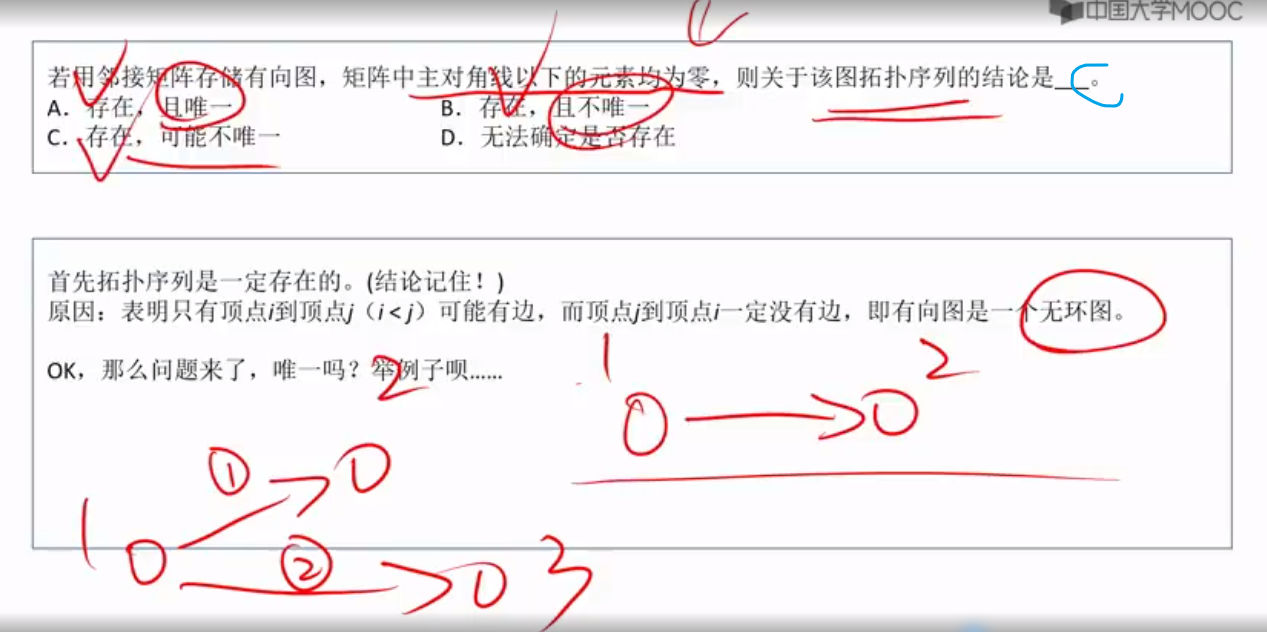 中国大学MOOC
若用邻接矩阵存储有向图，矩阵中主对角线以下的元素均为零，则关于该图拓扑序列的结论是___。
C
A．存在，且唯一 B．存在，且不唯一
C．存在，可能不唯一 D．无法确定是否存在
首先拓扑序列是一定存在的。(结论记住！)
原因：表明只有顶点i到顶点j（i < j）可能有边，而顶点j到顶点i一定没有边，即有向图是一个无环图。
OK，那么问题来了，唯一吗？举例子呗……
1 2
2
①
1
② 3